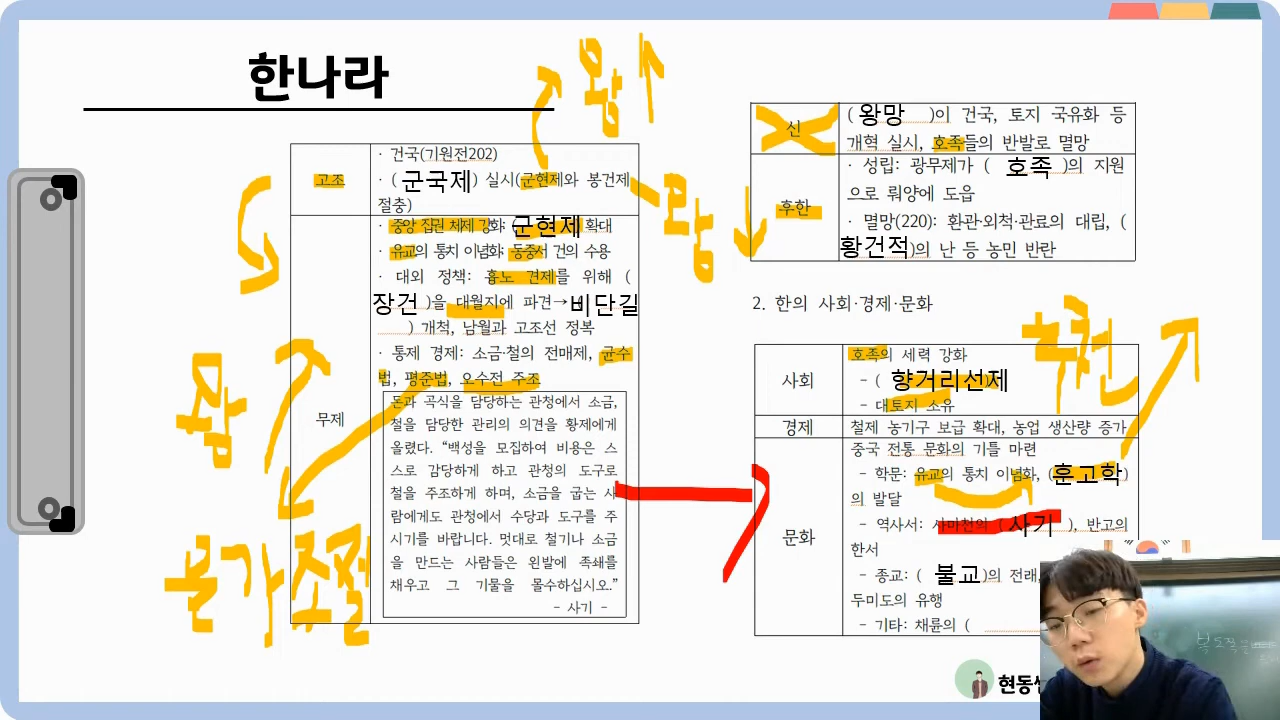 한나라
왕↑
고조
· 건국(기원전202)
· ( 군국제 ) 실시(군현제와 봉건제
절충)
무제
· 중앙 집권 체제 강화: 군현제 확대
· 유교의 통치 이념화: 동중서 건의 수용
· 대외 정책: 흉노 견제를 위해 (
장건 )을 대월지에 파견→ 비단길
) 개척, 남월과 고조선 정복
· 통제 경제: 소금·철의 전매제, 균수
법, 평준법, 오수전 주조
돈과 곡식을 담당하는 관청에서 소금,
철을 담당한 관리의 의견을 황제에게
올렸다. “백성을 모집하여 비용은 스
스로 감당하게 하고 관청의 도구로
철을 주조하게 하며, 소금을 굽는 사
람에게도 관청에서 수당과 도구를 주
시기를 바랍니다. 멋대로 철기나 소금
을 만드는 사람들은 왼발에 족쇄를
채우고 그 기물을 몰수하십시오.”
- 사기 -
물가조절
신
( 왕망 )이 건국, 토지 국유화 등
개혁 실시, 호족들의 반발로 멸망
후한
· 성립: 광무제가 ( 호족 )의 지원
으로 뤄양에 도읍
· 멸망(220): 환관·외척·관료의 대립, (
황건적 )의 난 등 농민 반란
2. 한의 사회·경제·문화
추천
사회
호족의 세력 강화
- ( 향거리선제
- 대토지 소유
경제
철제 농기구 보급 확대, 농업 생산량 증가
문화
중국 전통 문화의 기틀 마련
- 학문: 유교의 통치 이념화, ( 훈고학 )
의 발달
- 역사서: 사마천의 ( 사기 ), 반고의
한서
- 종교: ( 불교 )의 전래,
두미도의 유행
- 기타: 채륜의 (
현동쌤